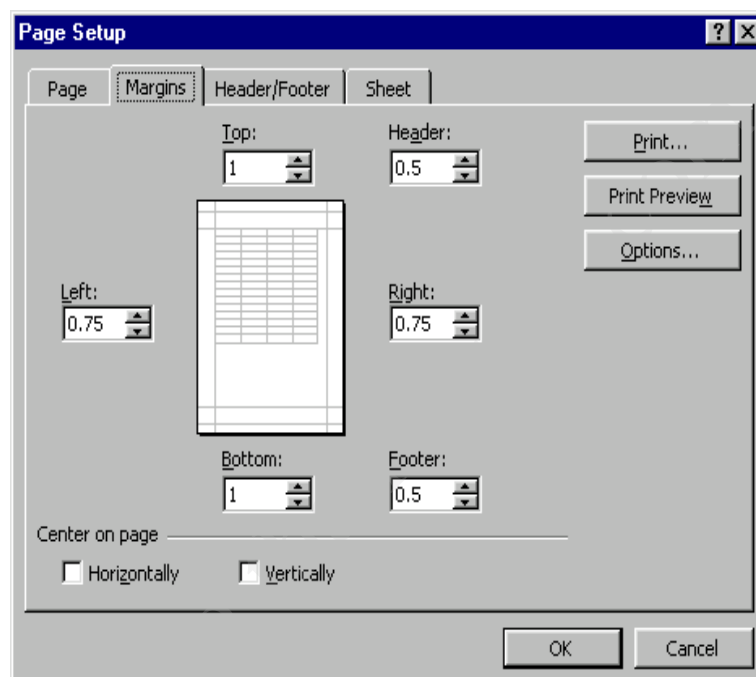 Page Setup
Page Margins Header/Footer Sheet
Top: Header:
1 0.5
Print...
Print Preview
Options...
Left: Right:
0.75 0.75
Bottom: Footer:
1 0.5
Center on page
Horizontally Vertically
OK Cancel